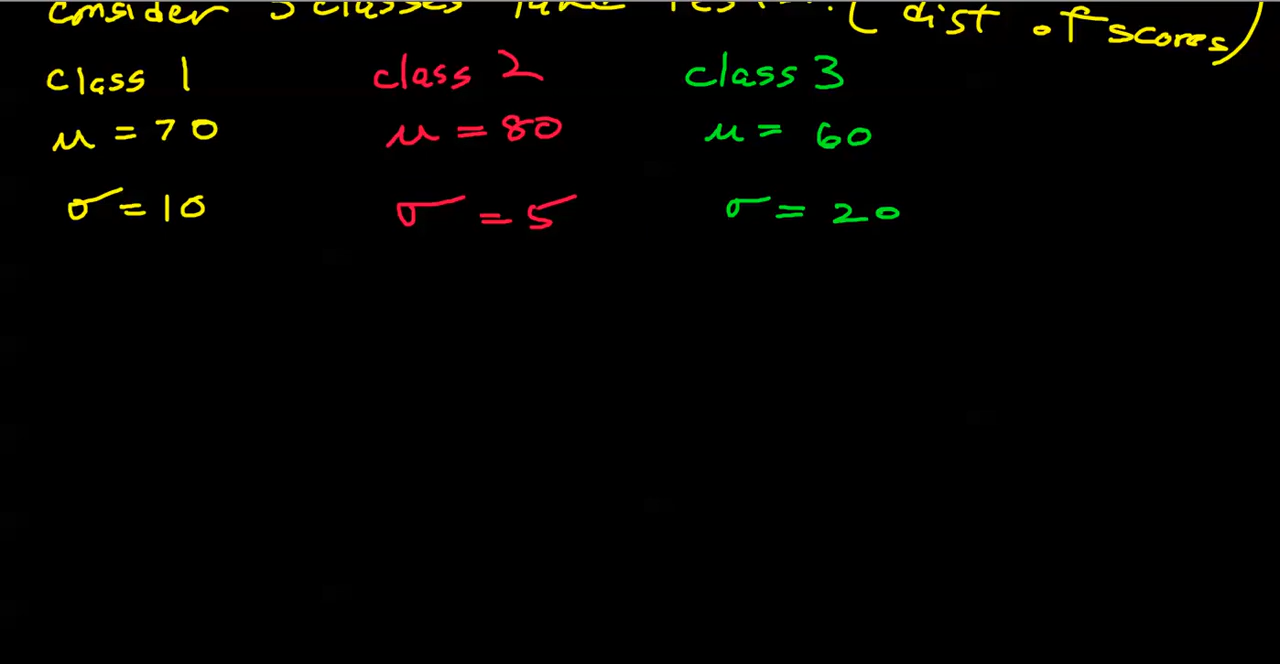 consider 3 classes take test ... ( dist of scores)
class 1 class 2 class 3
μ = 70 μ = 80 μ = 60
σ = 10 σ = 5 σ = 20